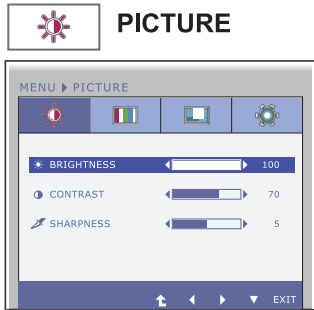 PICTURE
MENU PICTURE
BRIGHTNESS 100
CONTRAST 70
SHARPNESS 5
EXIT